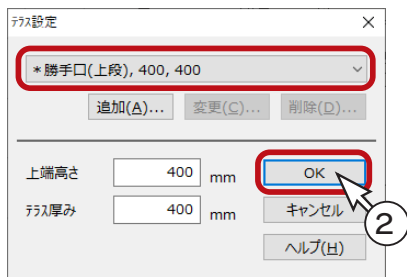 テラス設定
*勝手口(上段), 400, 400
追加(A)... 変更(C)... 削除(D)...
上端高さ 400 mm OK
テラス厚み 400 mm キャンセル
2
ヘルプ(H)